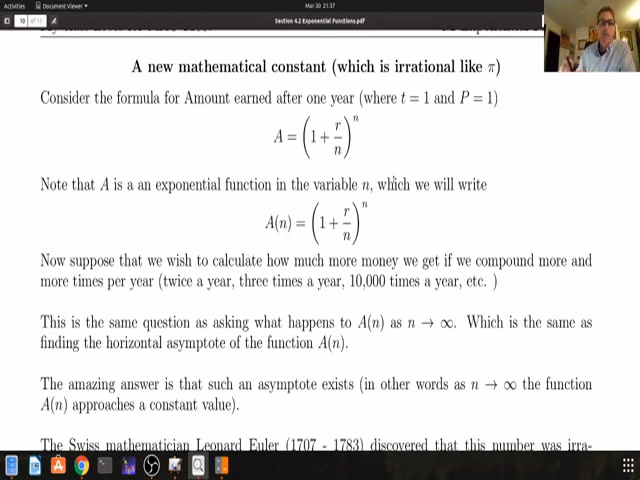 Activities Document Viewer Mar 30 21:37
10 of 11 Section 4.2 Exponential Functions.pdf
A new mathematical constant (which is irrational like π)
Consider the formula for Amount earned after one year (where t = 1 and P = 1)
A = (1 + r/n)^n
Note that A is a an exponential function in the variable n, which we will write
A(n) = (1 + r/n)^n
Now suppose that we wish to calculate how much more money we get if we compound more and
more times per year (twice a year, three times a year, 10,000 times a year, etc. )
This is the same question as asking what happens to A(n) as n → ∞. Which is the same as
finding the horizontal asymptote of the function A(n).
The amazing answer is that such an asymptote exists (in other words as n → ∞ the function
A(n) approaches a constant value).
The Swiss mathematician Leonard Euler (1707 - 1783) discovered that this number was irra-